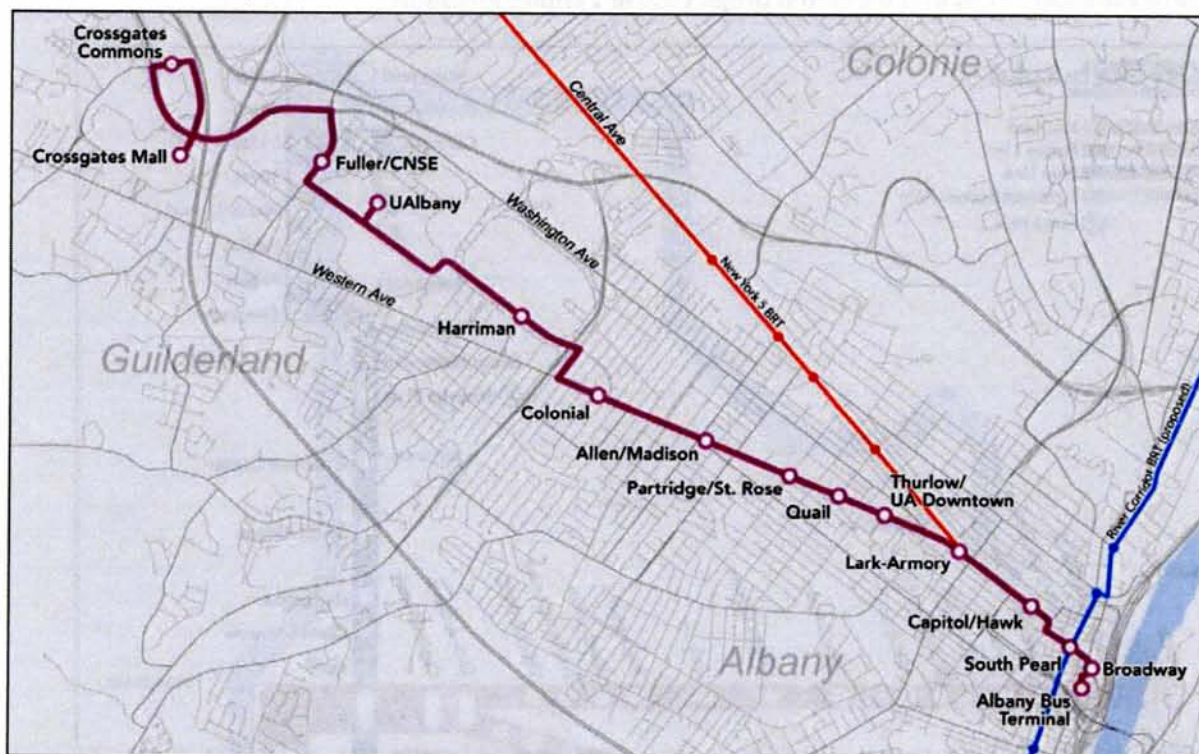 Crossgates
Commons
Colonie
Central Ave
Crossgates Mall
Fuller/CNSE
UAlbany
Washington Ave
Western Ave
New York 5 BRT
Harriman
Guilderland
Colonial
River Corridor BRT (proposed)
Allen/Madison
Partridge/St. Rose
Thurlow/
UA Downtown
Quail
Lark-Armory
Capitol/Hawk
South Pearl
Albany
Broadway
Albany Bus
Terminal